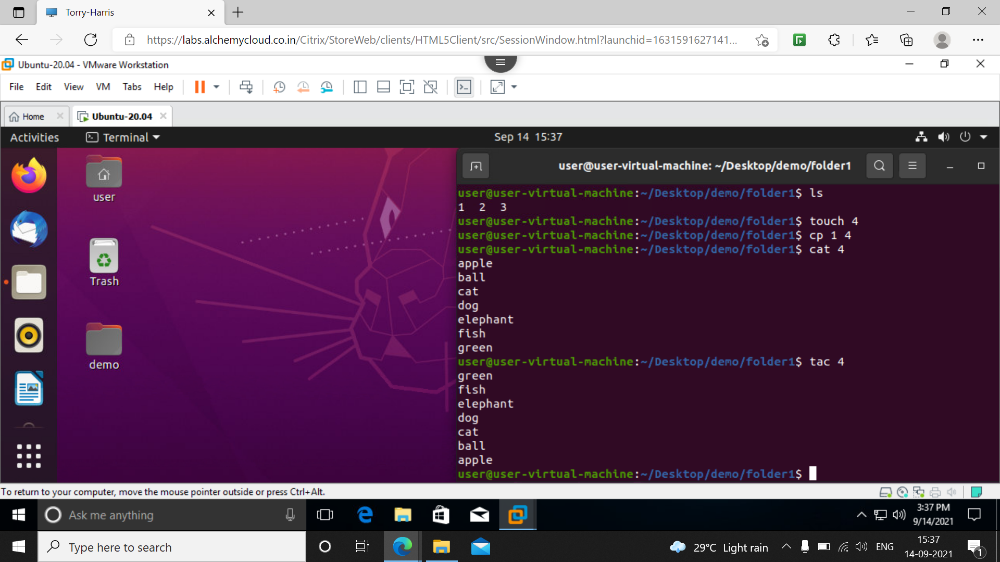 Torry-Harris
https://labs.alchemycloud.co.in/Citrix/StoreWeb/clients/HTML5Client/src/SessionWindow.html?launchid=1631591627141...
Ubuntu-20.04 - VMware Workstation
File Edit View VM Tabs Help
Home Ubuntu-20.04
Activities Terminal Sep 14 15:37
user@user-virtual-machine: ~/Desktop/demo/folder1
user
Trash
demo
user@user-virtual-machine:~/Desktop/demo/folder1$ ls
1 2 3
user@user-virtual-machine:~/Desktop/demo/folder1$ touch 4
user@user-virtual-machine:~/Desktop/demo/folder1$ cp 1 4
user@user-virtual-machine:~/Desktop/demo/folder1$ cat 4
apple
ball
cat
dog
elephant
fish
green
user@user-virtual-machine:~/Desktop/demo/folder1$ tac 4
green
fish
elephant
dog
cat
ball
apple
user@user-virtual-machine:~/Desktop/demo/folder1$
To return to your computer, move the mouse pointer outside or press Ctrl+Alt.
Ask me anything
3:37 PM
9/14/2021
Type here to search
29°C Light rain
ENG
15:37
14-09-2021
1